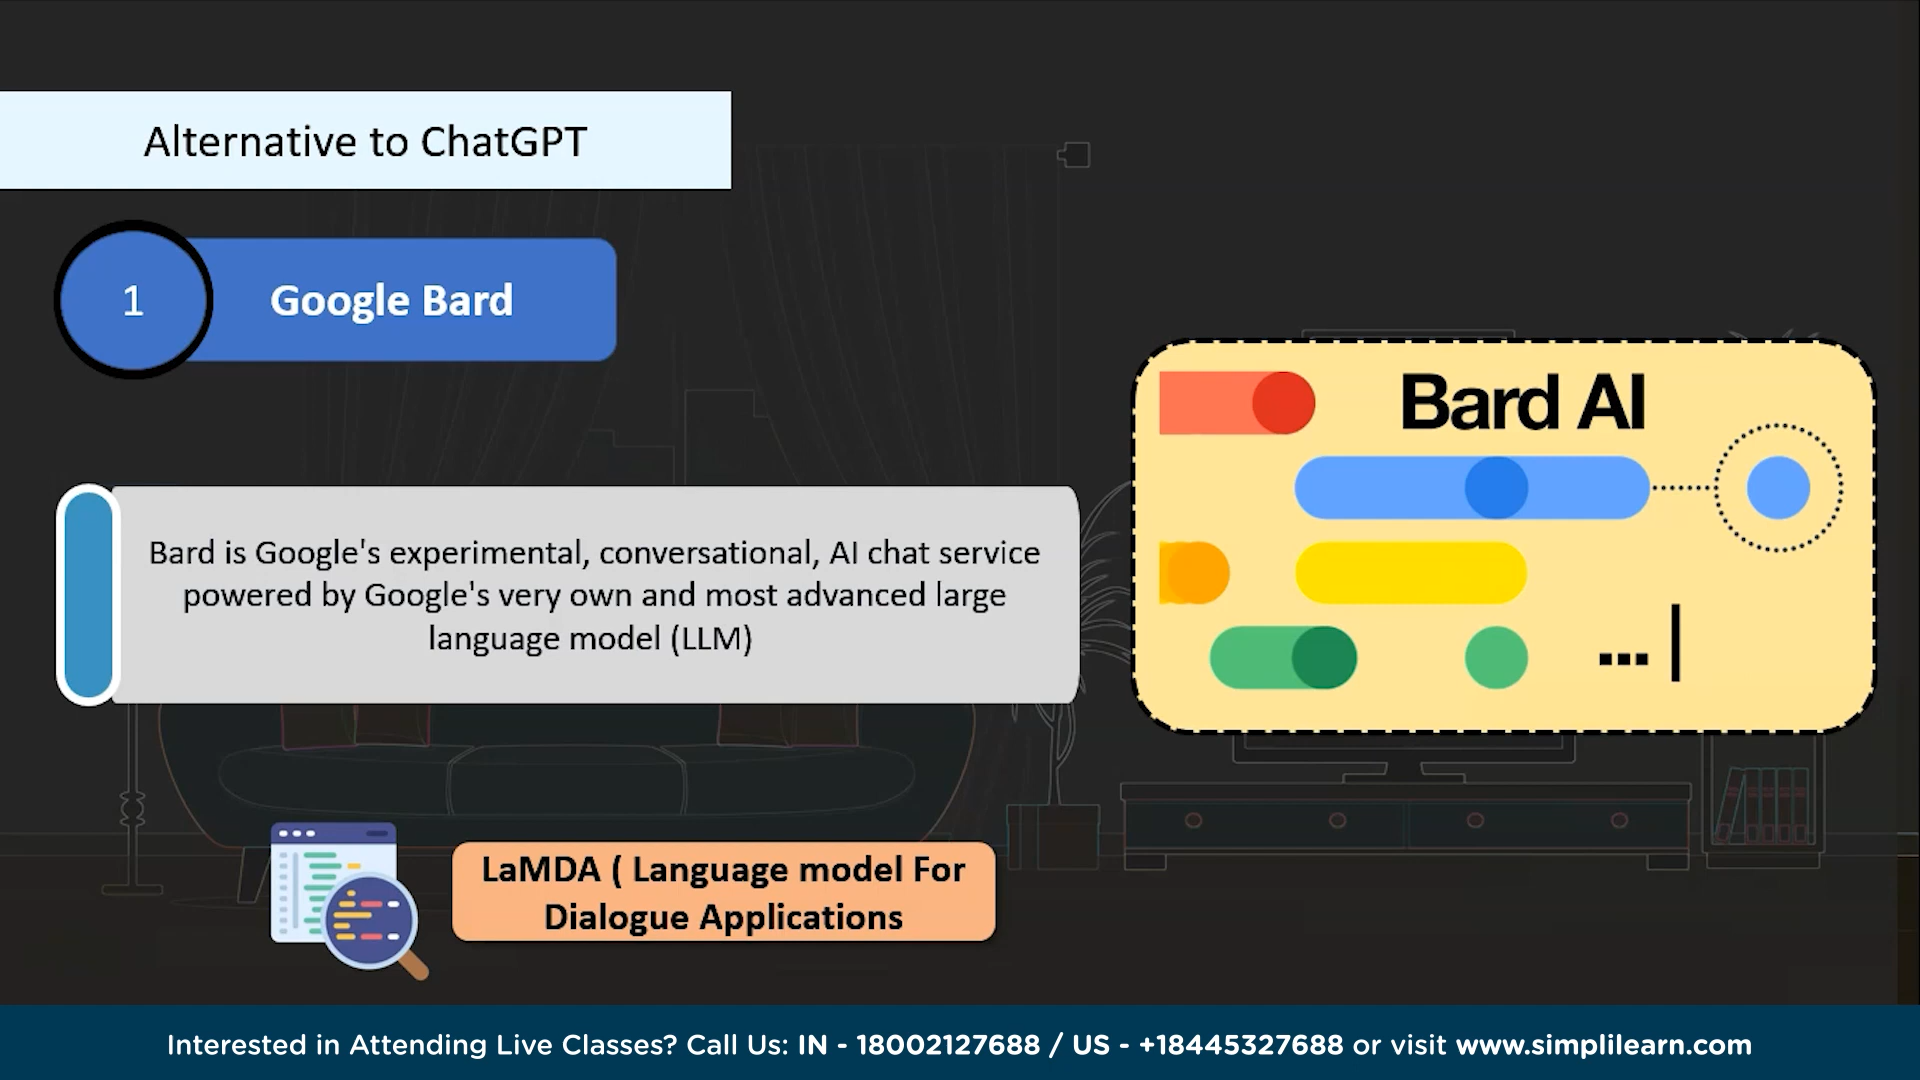 Alternative to ChatGPT
1
Google Bard
Bard AI
Bard is Google's experimental, conversational, AI chat service
powered by Google's very own and most advanced large
language model (LLM)
...|
LaMDA ( Language model For
Dialogue Applications
Interested in Attending Live Classes? Call Us: IN - 18002127688 / US - +18445327688 or visit www.simplilearn.com